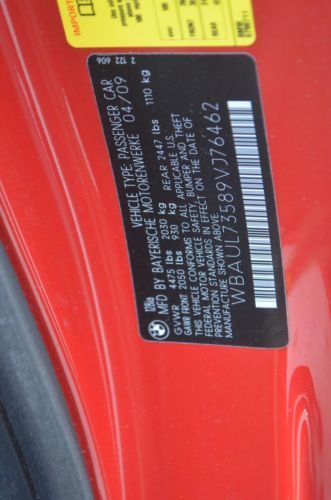 IMPORT
2 122 606
VEHICLE TYPE: PASSENGER CAR
04/09
MFD BY BAYERISCHE MOTORENWERKE
GVWR 4475 lbs 2030 kg
GAWR FRONT 2050 lbs 930 kg REAR 2447 lbs 1110 kg
THIS VEHICLE CONFORMS TO ALL APPLICABLE U.S.
FEDERAL MOTOR VEHICLE SAFETY, BUMPER AND THEFT
PREVENTION STANDARDS IN EFFECT ON THE DATE OF
MANUFACTURE SHOWN ABOVE.
WBAUL73589VJ76462